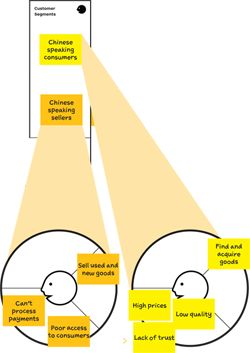 Customer
Segments
Chinese
speaking
consumers
Chinese
speaking
sellers
Sell used and
new goods
Can't
process
payments
Poor access
to consumers
Find and
acquire
goods
High prices
Low quality
Lack of trust